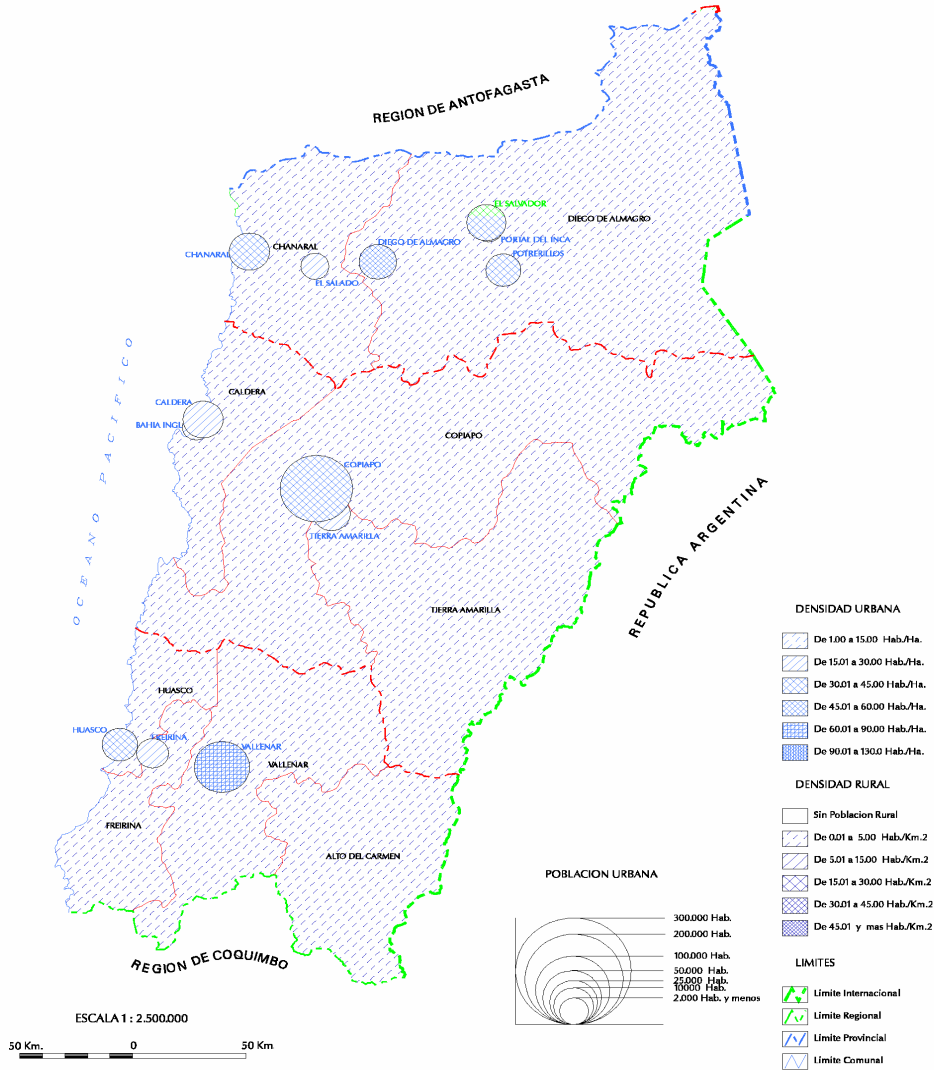 REGION DE ANTOFAGASTA
EL SALVADOR
DIEGO DE ALMAGRO
PORTAL DEL INCA
POTRERILLOS
DIEGO DE ALMAGRO
CHANARAL
CHANARAL
EL SALADO
OCEANO PACIFICO
CALDERA
CALDERA
BAHIA INGL
COPIAPO
COPIAPO
TIERRA AMARILLA
REPUBLICA ARGENTINA
TIERRA AMARILLA
HUASCO
HUASCO
FREIRINA
VALLENAR
VALLENAR
FREIRINA
ALTO DEL CARMEN
REGION DE COQUIMBO
DENSIDAD URBANA
De 1.00 a 15.00 Hab./Ha.
De 15.01 a 30.00 Hab./Ha.
De 30.01 a 45.00 Hab./Ha.
De 45.01 a 60.00 Hab./Ha.
De 60.01 a 90.00 Hab./Ha.
De 90.01 a 130.0 Hab./Ha.
DENSIDAD RURAL
Sin Poblacion Rural
De 0.01 a 5.00 Hab./Km.2
De 5.01 a 15.00 Hab./Km.2
De 15.01 a 30.00 Hab./Km.2
De 30.01 a 45.00 Hab./Km.2
De 45.01 y mas Hab./Km.2
LIMITES
Límite Internacional
Límite Regional
Límite Provincial
Límite Comunal
POBLACION URBANA
300.000 Hab.
200.000 Hab.
100.000 Hab.
50.000 Hab.
25.000 Hab.
10000 Hab.
2.000 Hab. y menos
ESCALA 1 : 2.500.000
50 Km. 0 50 Km.